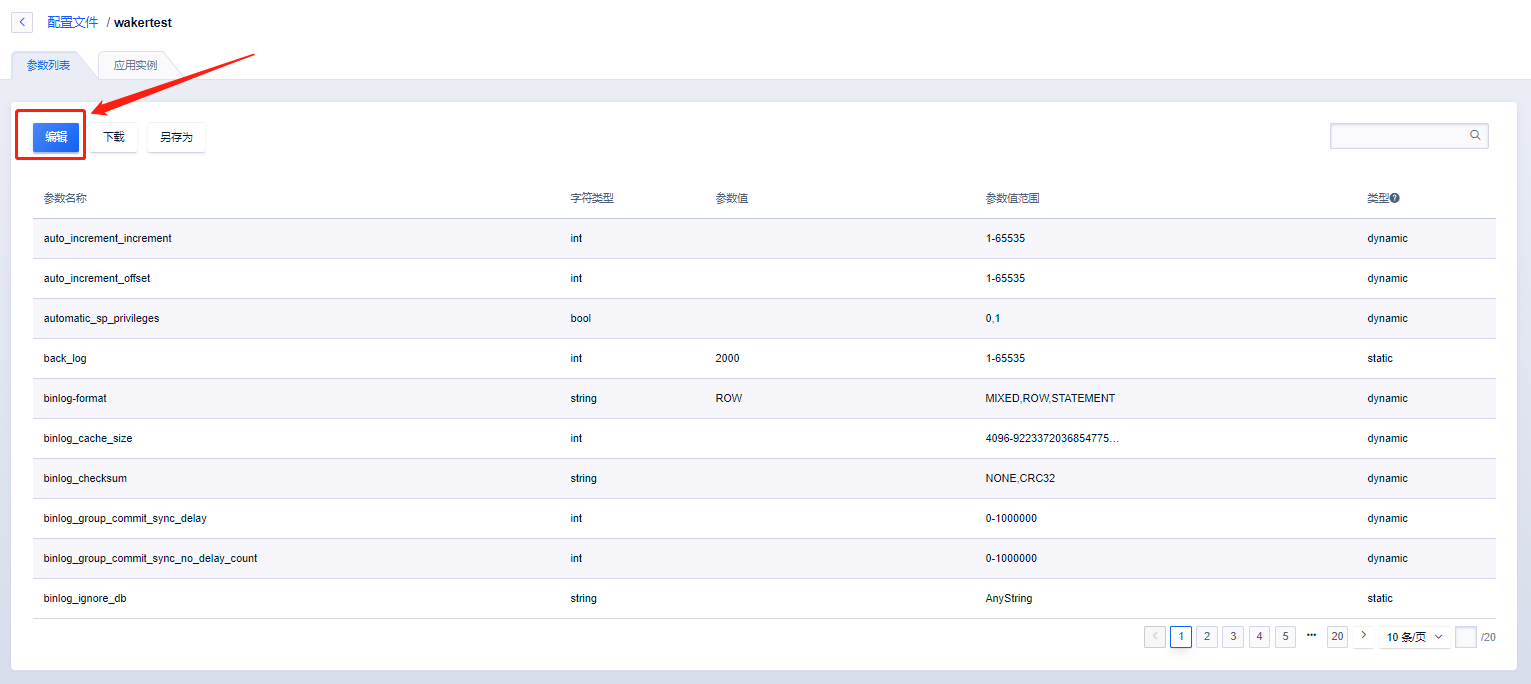 配置文件 / wakertest
参数列表 应用实例
编辑 下载 另存为
参数名称 字符类型 参数值 参数值范围 类型
auto_increment_increment int 1-65535 dynamic
auto_increment_offset int 1-65535 dynamic
automatic_sp_privileges bool 0,1 dynamic
back_log int 2000 1-65535 static
binlog-format string ROW MIXED,ROW,STATEMENT dynamic
binlog_cache_size int 4096-9223372036854775... dynamic
binlog_checksum string NONE,CRC32 dynamic
binlog_group_commit_sync_delay int 0-1000000 dynamic
binlog_group_commit_sync_no_delay_count int 0-1000000 dynamic
binlog_ignore_db string AnyString static
1 2 3 4 5 ••• 20 10 条/页 /20